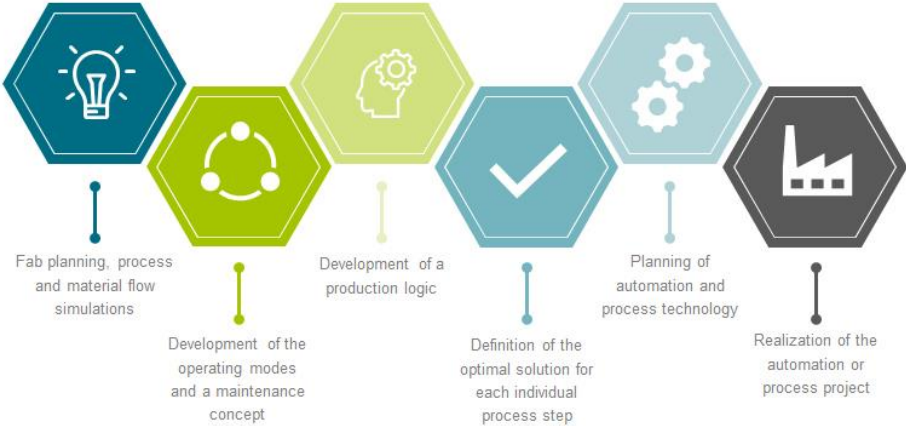 Fab planning, process
and material flow
simulations
Development of the
operating modes
and a maintenance
concept
Development of a
production logic
Definition of the
optimal solution for
each individual
process step
Planning of
automation and
process technology
Realization of the
automation or
process project